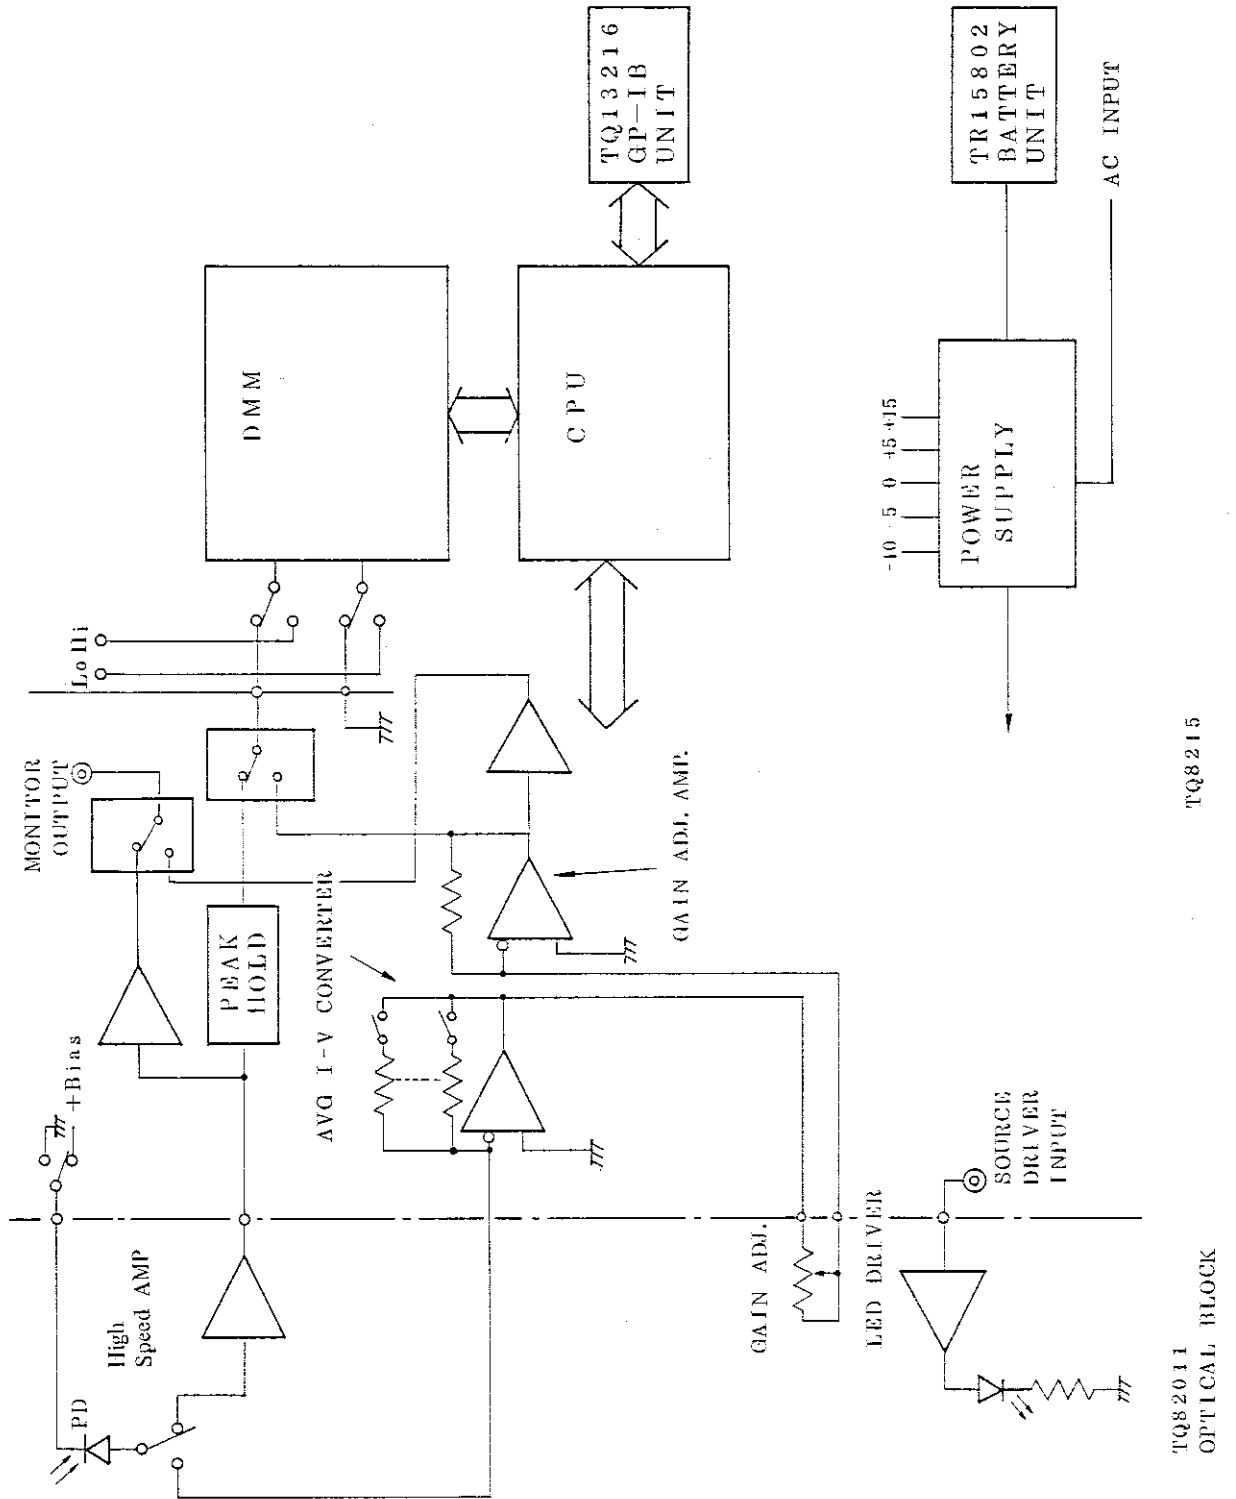 PD
High
Speed AMP
+Bias
MONITOR
OUTPUT
PEAK
HOLD
AVG I-V CONVERTER
GAIN ADJ. AMP.
Lo Hi
DMM
CPU
TQ13216
GP-IB
UNIT
GAIN ADJ.
LED DRIVER
SOURCE
DRIVER
INPUT
-10 -5 0 +5 +15
POWER
SUPPLY
TR15802
BATTERY
UNIT
AC INPUT
TQ82011
OPTICAL BLOCK
TQ8215